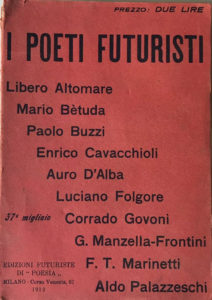 PREZZO: DUE LIRE
I POETI FUTURISTI
Libero Altomare
Mario Bètuda
Paolo Buzzi
Enrico Cavacchioli
Auro D'Alba
Luciano Folgore
37º migliaio
Corrado Govoni
G. Manzella-Frontini
F. T. Marinetti
Aldo Palazzeschi
EDIZIONI FUTURISTE
DI "POESIA"
MILANO - Corso Venezia, 61
1912